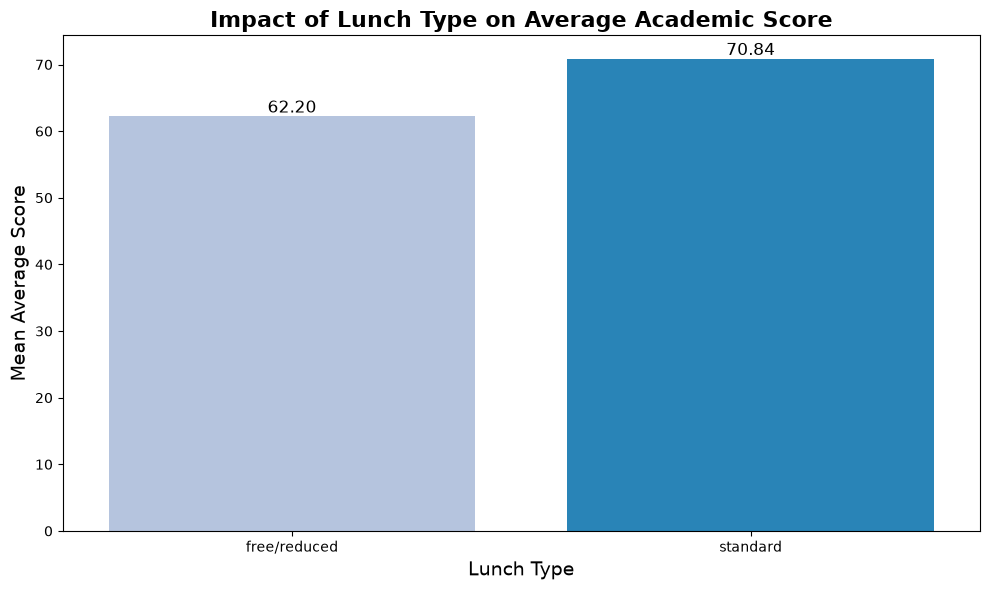 Impact of Lunch Type on Average Academic Score
Mean Average Score
70
60
50
40
30
20
10
0
62.20
70.84
free/reduced
standard
Lunch Type